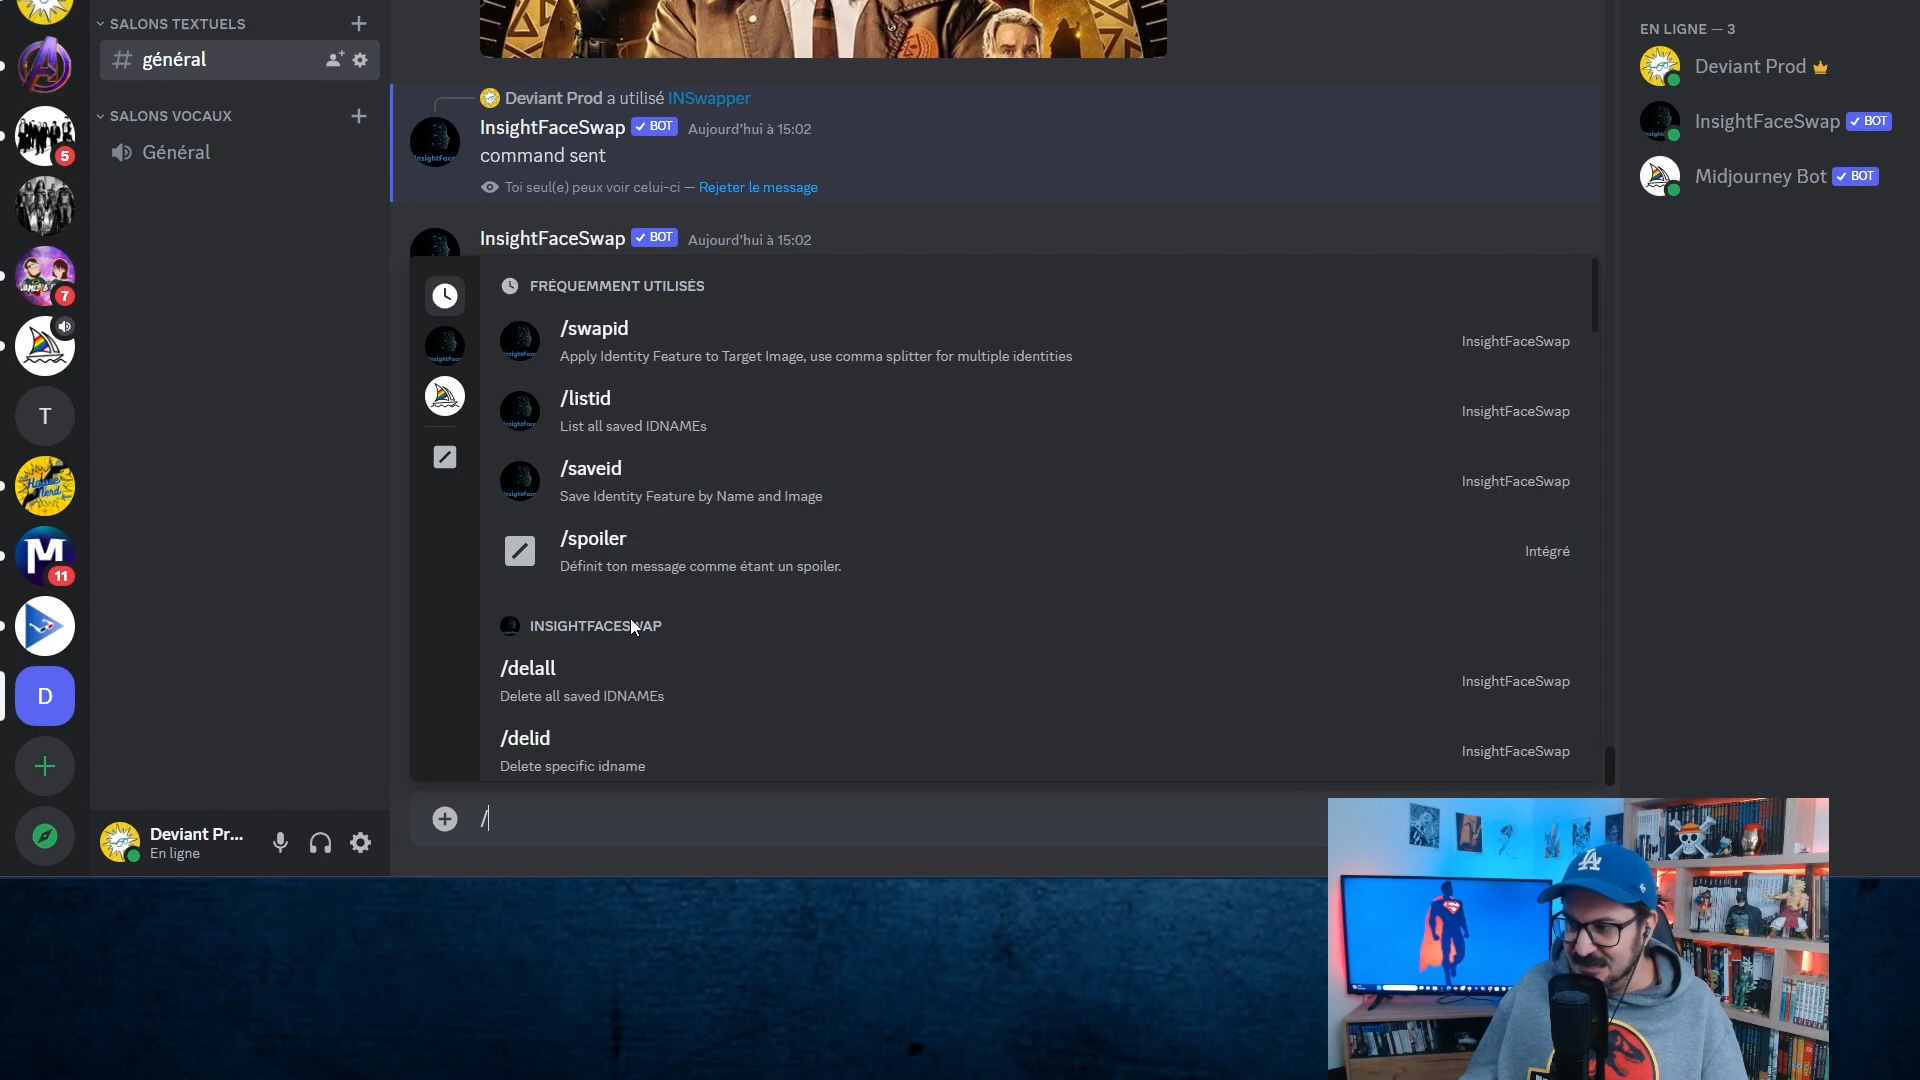 SALONS TEXTUELS
général
SALONS VOCAUX
Général
5
7
T
M
11
D
Deviant Pr...
En ligne
Deviant Prod a utilisé INSwapper
InsightFaceSwap BOT Aujourd'hui à 15:02
command sent
Toi seul(e) peux voir celui-ci — Rejeter le message
InsightFaceSwap BOT Aujourd'hui à 15:02
FRÉQUEMMENT UTILISÉS
/swapid
Apply Identity Feature to Target Image, use comma splitter for multiple identities
InsightFaceSwap
/listid
List all saved IDNAMEs
InsightFaceSwap
/saveid
Save Identity Feature by Name and Image
InsightFaceSwap
/spoiler
Définit ton message comme étant un spoiler.
Intégré
INSIGHTFACESWAP
/delall
Delete all saved IDNAMEs
InsightFaceSwap
/delid
Delete specific idname
InsightFaceSwap
/
EN LIGNE — 3
Deviant Prod
InsightFaceSwap BOT
Midjourney Bot BOT
LA